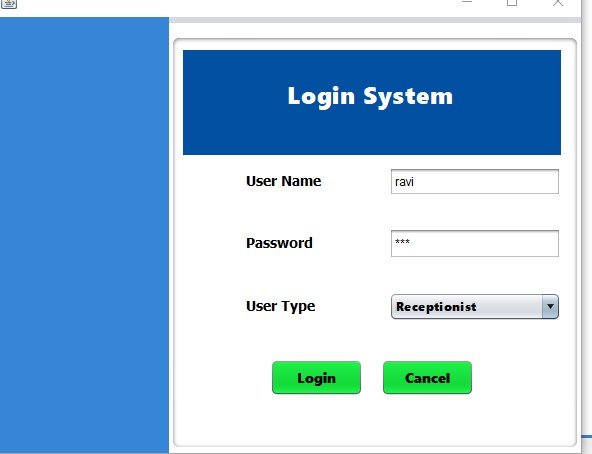 Login System
User Name ravi
Password ***
User Type Receptionist
Login Cancel